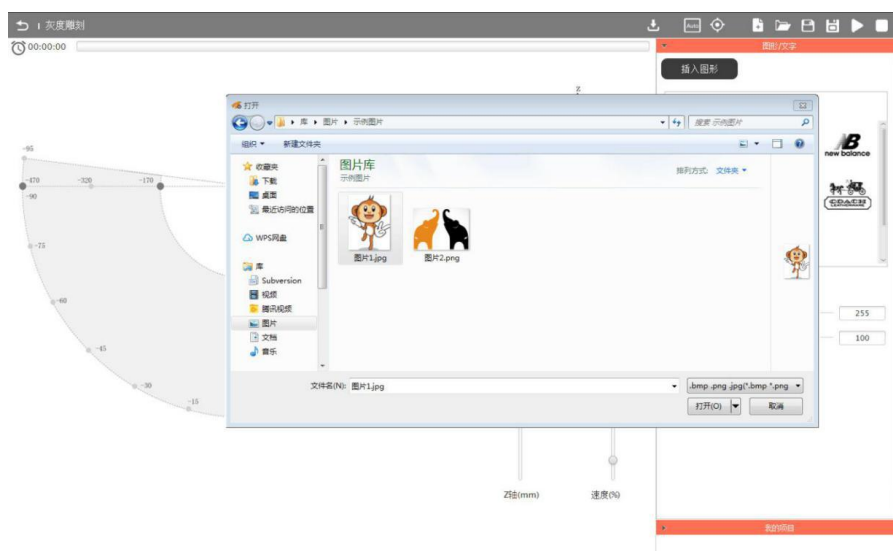 灰度雕刻
Auto
00:00:00
图形/文字
插入图形
Z
new balance
COACH
-95
-470
-320
-170
-90
-75
-60
-45
-30
-15
255
100
打开
库 图片 示例图片
搜索 示例图片
组织 新建文件夹
收藏夹
下载
桌面
最近访问的位置
WPS网盘
库
Subversion
视频
腾讯视频
图片
文档
音乐
图片库
示例图片
排列方式: 文件夹
图片1.jpg
图片2.png
文件名(N): 图片1.jpg
.bmp .png .jpg(*.bmp *.png
打开(O) 取消
Z轴(mm)
速度(%)
我的项目